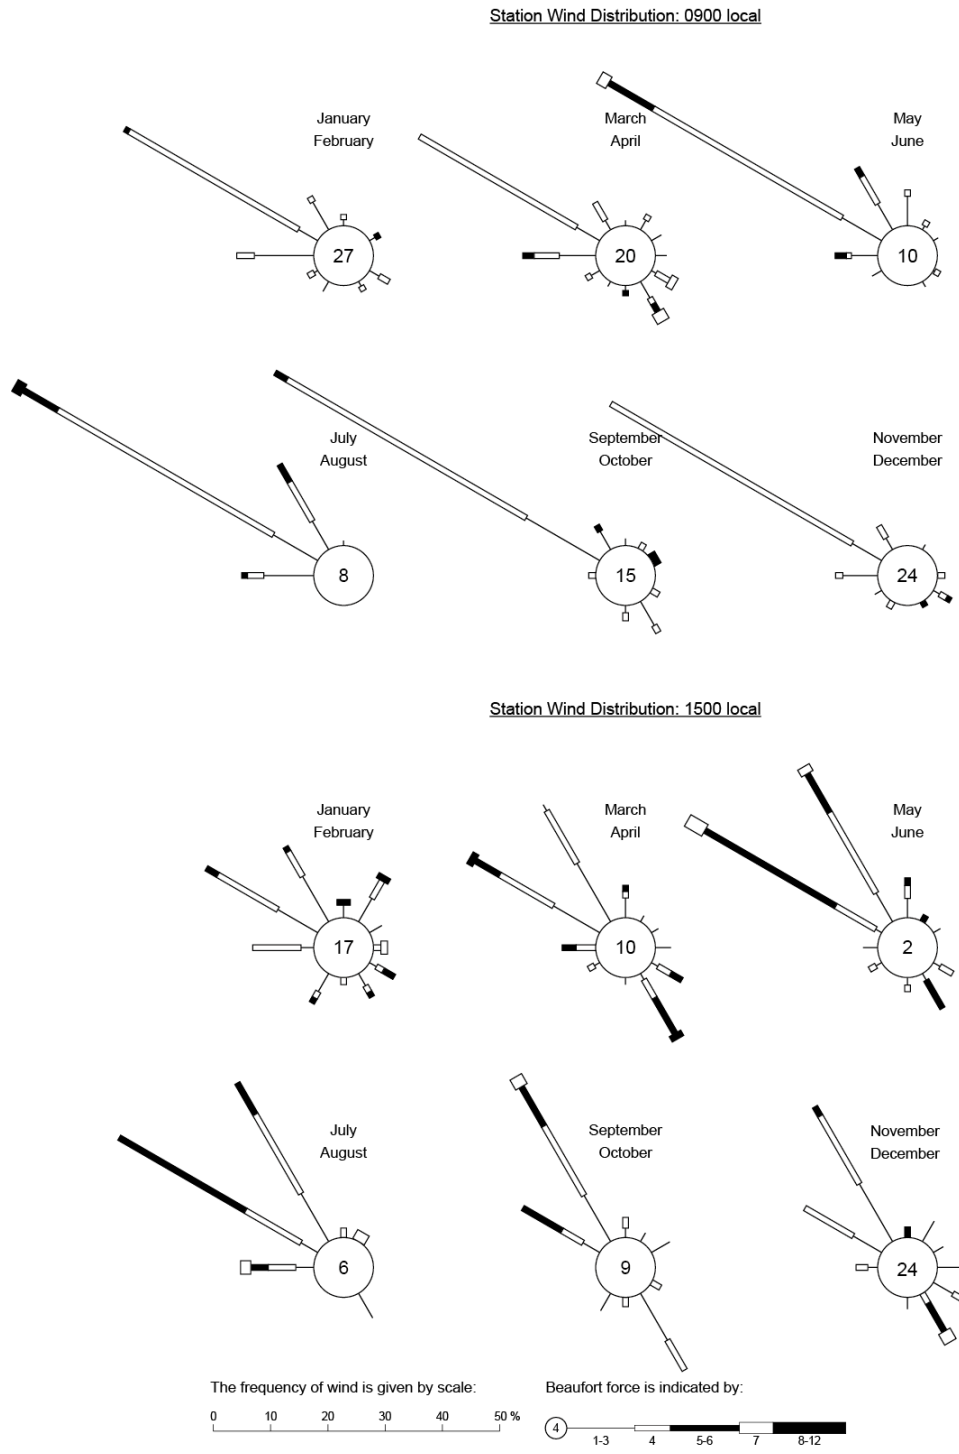 Station Wind Distribution: 0900 local
January
February
27
March
April
20
May
June
10
July
August
8
September
October
15
November
December
24
Station Wind Distribution: 1500 local
January
February
17
March
April
10
May
June
2
July
August
6
September
October
9
November
December
24
The frequency of wind is given by scale:
0 10 20 30 40 50 %
Beaufort force is indicated by:
4 1-3 4 5-6 7 8-12